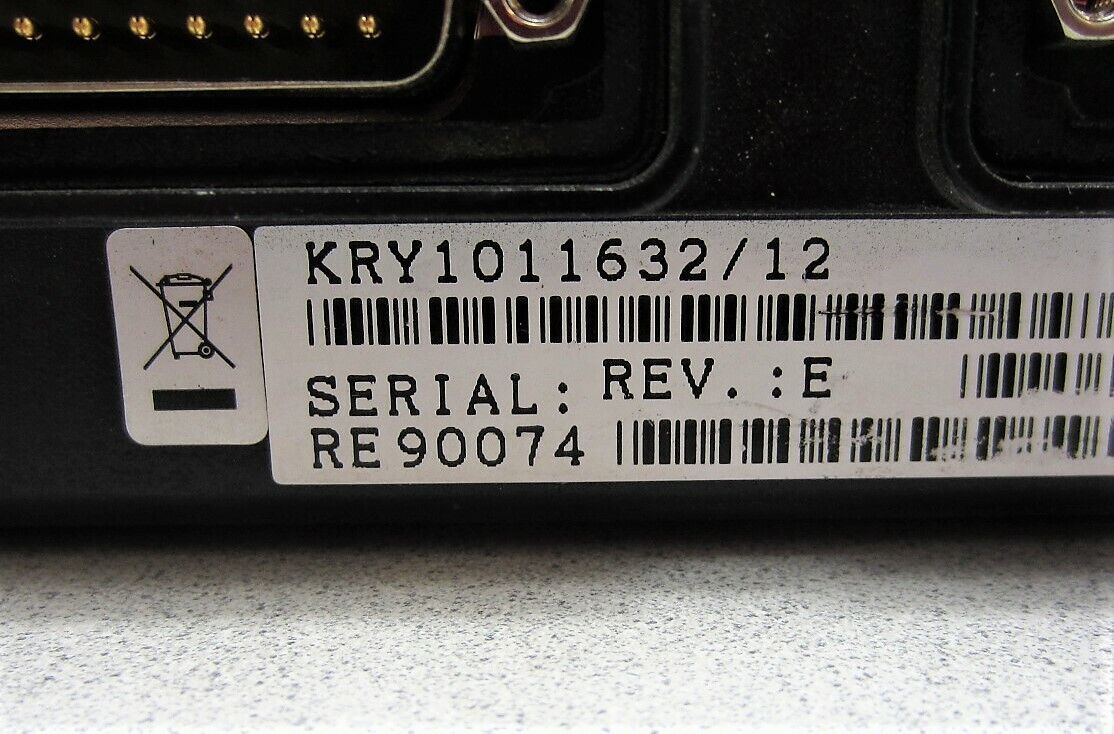 KRY1011632/12
REV.:E
SERIAL:
RE90074